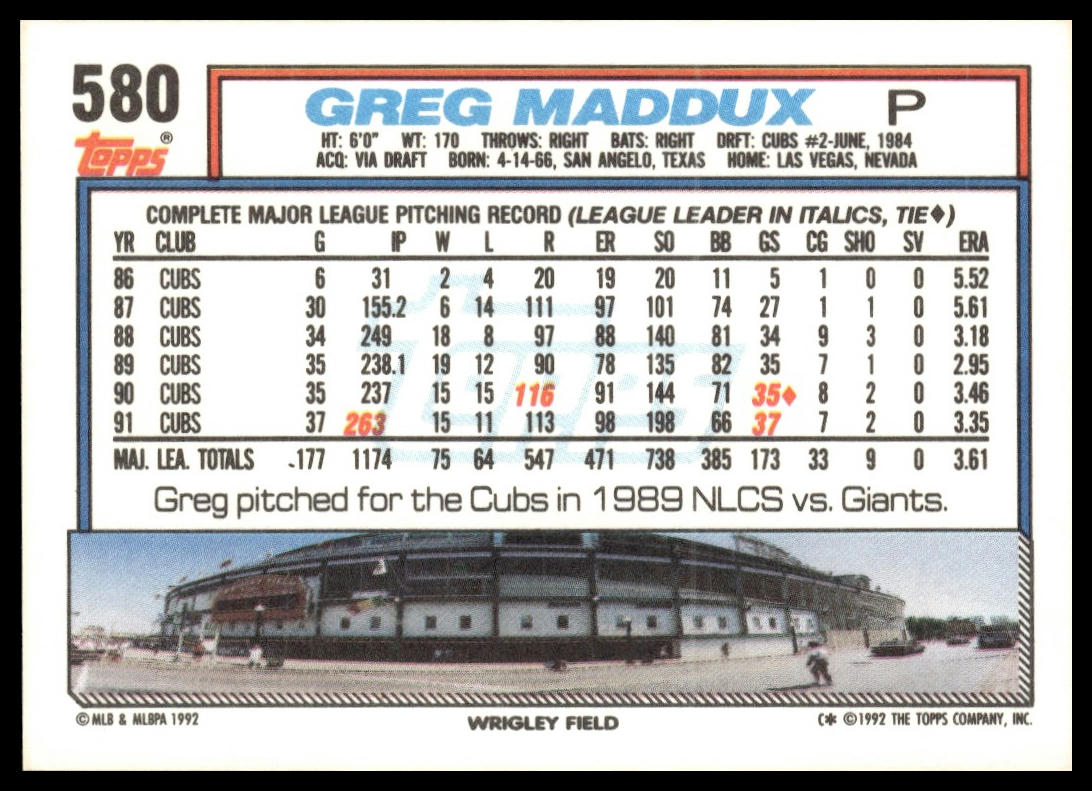 580
Topps®
GREG MADDUX P
HT: 6'0" WT: 170 THROWS: RIGHT BATS: RIGHT DRFT: CUBS #2-JUNE, 1984
ACQ: VIA DRAFT BORN: 4-14-66, SAN ANGELO, TEXAS HOME: LAS VEGAS, NEVADA
COMPLETE MAJOR LEAGUE PITCHING RECORD (LEAGUE LEADER IN ITALICS, TIE♦)
YR CLUB G IP W L R ER SO BB GS CG SHO SV ERA
86 CUBS 6 31 2 4 20 19 20 11 5 1 0 0 5.52
87 CUBS 30 155.2 6 14 111 97 101 74 27 1 1 0 5.61
88 CUBS 34 249 18 8 97 88 140 81 34 9 3 0 3.18
89 CUBS 35 238.1 19 12 90 78 135 82 35 7 1 0 2.95
90 CUBS 35 237 15 15 116 91 144 71 35♦ 8 2 0 3.46
91 CUBS 37 263 15 11 113 98 198 66 37 7 2 0 3.35
MAJ. LEA. TOTALS 177 1174 75 64 547 471 738 385 173 33 9 0 3.61
Greg pitched for the Cubs in 1989 NLCS vs. Giants.
© MLB & MLBPA 1992
WRIGLEY FIELD
C* © 1992 THE TOPPS COMPANY, INC.